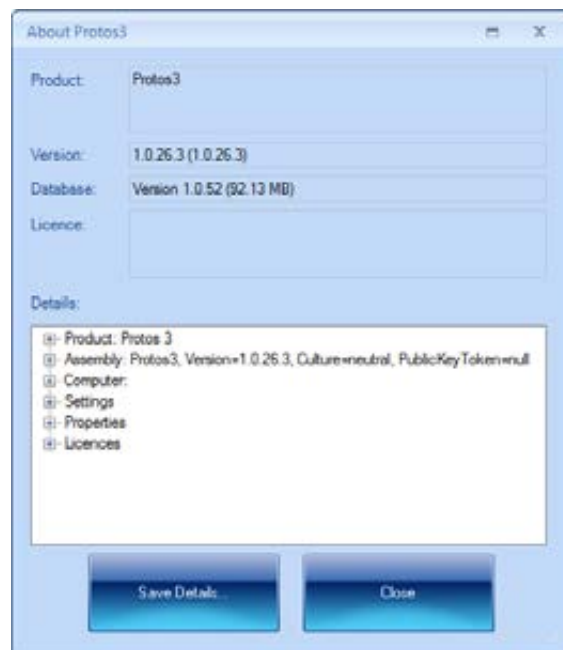 About Protos3
Product: Protos3
Version: 1.0.26.3 (1.0.26.3)
Database: Version 1.0.52 (92.13 MB)
Licence:
Details:
Product: Protos 3
Assembly: Protos3, Version=1.0.26.3, Culture=neutral, PublicKeyToken=null
Computer:
Settings
Properties
Licences
Save Details... Close